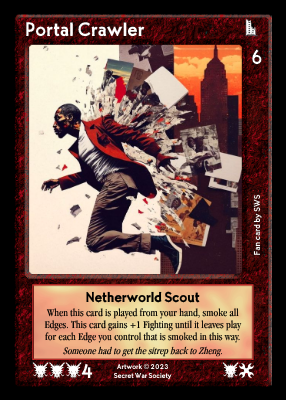 Portal Crawler
6
Fan card by SWS
Netherworld Scout
When this card is played from your hand, smoke all
Edges. This card gains +1 Fighting until it leaves play
for each Edge you control that is smoked in this way.
Someone had to get the sitrep back to Zheng.
4
Artwork © 2023
Secret War Society